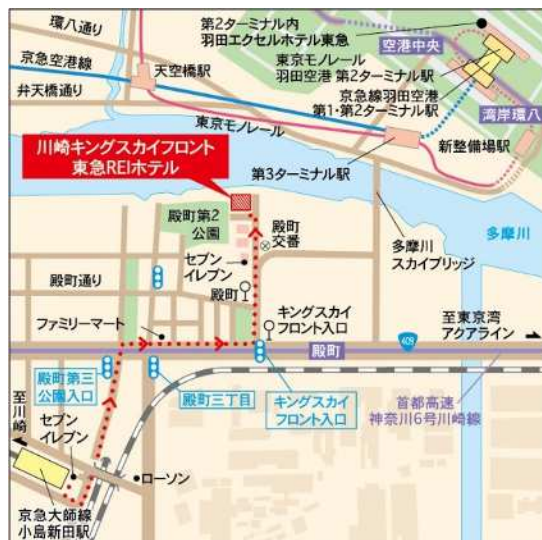 環八通り
京急空港線
弁天橋通り
天空橋駅
第2ターミナル内
羽田エクセルホテル東急
空港中央
東京モノレール
羽田空港 第2ターミナル駅
京急線羽田空港
第1・第2ターミナル駅
湾岸環八
東京モノレール
新整備場駅
第3ターミナル駅
川崎キングスカイフロント
東急REIホテル
殿町第2
公園
殿町
交番
多摩川
スカイブリッジ
多摩川
セブン
イレブン
殿町通り
殿町
キングスカイ
フロント入口
ファミリーマート
至東京湾
アクアライン
409
殿町
殿町第三
公園入口
殿町三丁目
キングスカイ
フロント入口
首都高速
神奈川6号川崎線
至川崎
セブン
イレブン
ローソン
京急大師線
小島新田駅